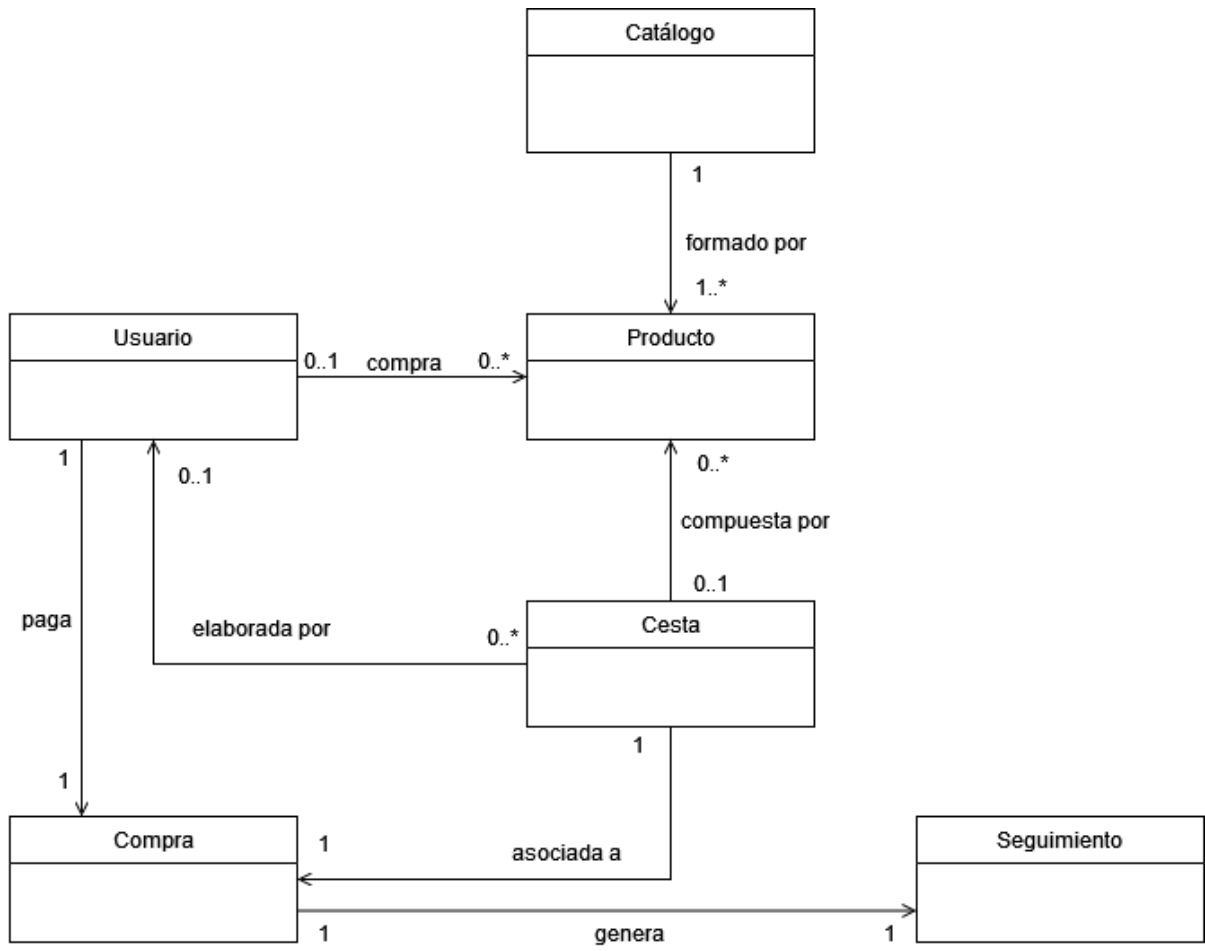 Catálogo
1
formado por
1..*
Usuario
Producto
0..1 compra 0..*
1
0..1
0..*
compuesta por
0..1
paga
elaborada por
0..*
Cesta
1
1
Compra
1
asociada a
Seguimiento
1
genera
1